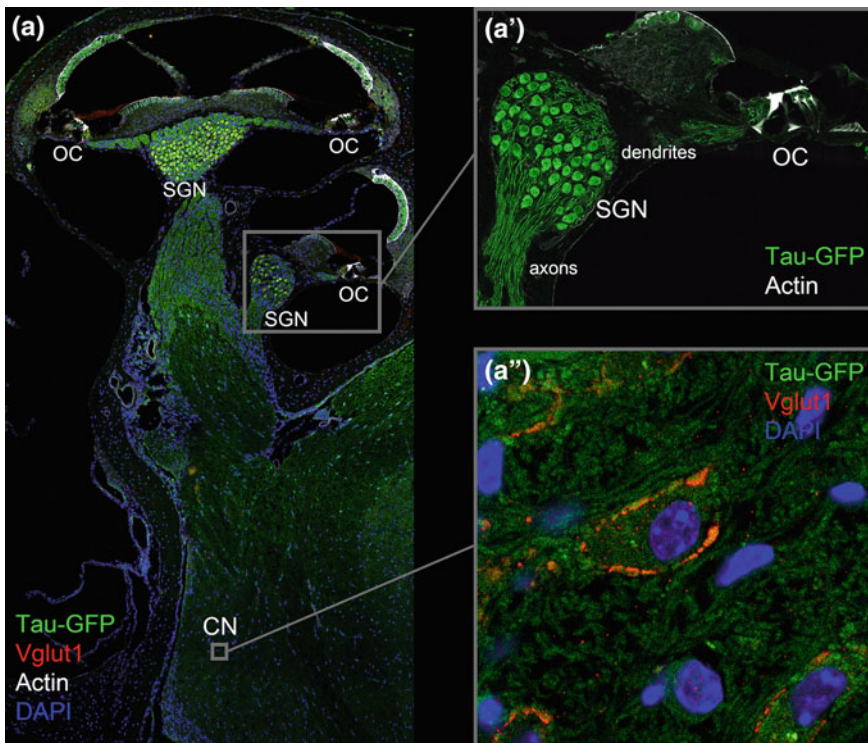 (a)
OC
OC
SGN
OC
SGN
CN
Tau-GFP
Vglut1
Actin
DAPI
(a’)
dendrites
OC
SGN
axons
Tau-GFP
Actin
(a”)
Tau-GFP
Vglut1
DAPI